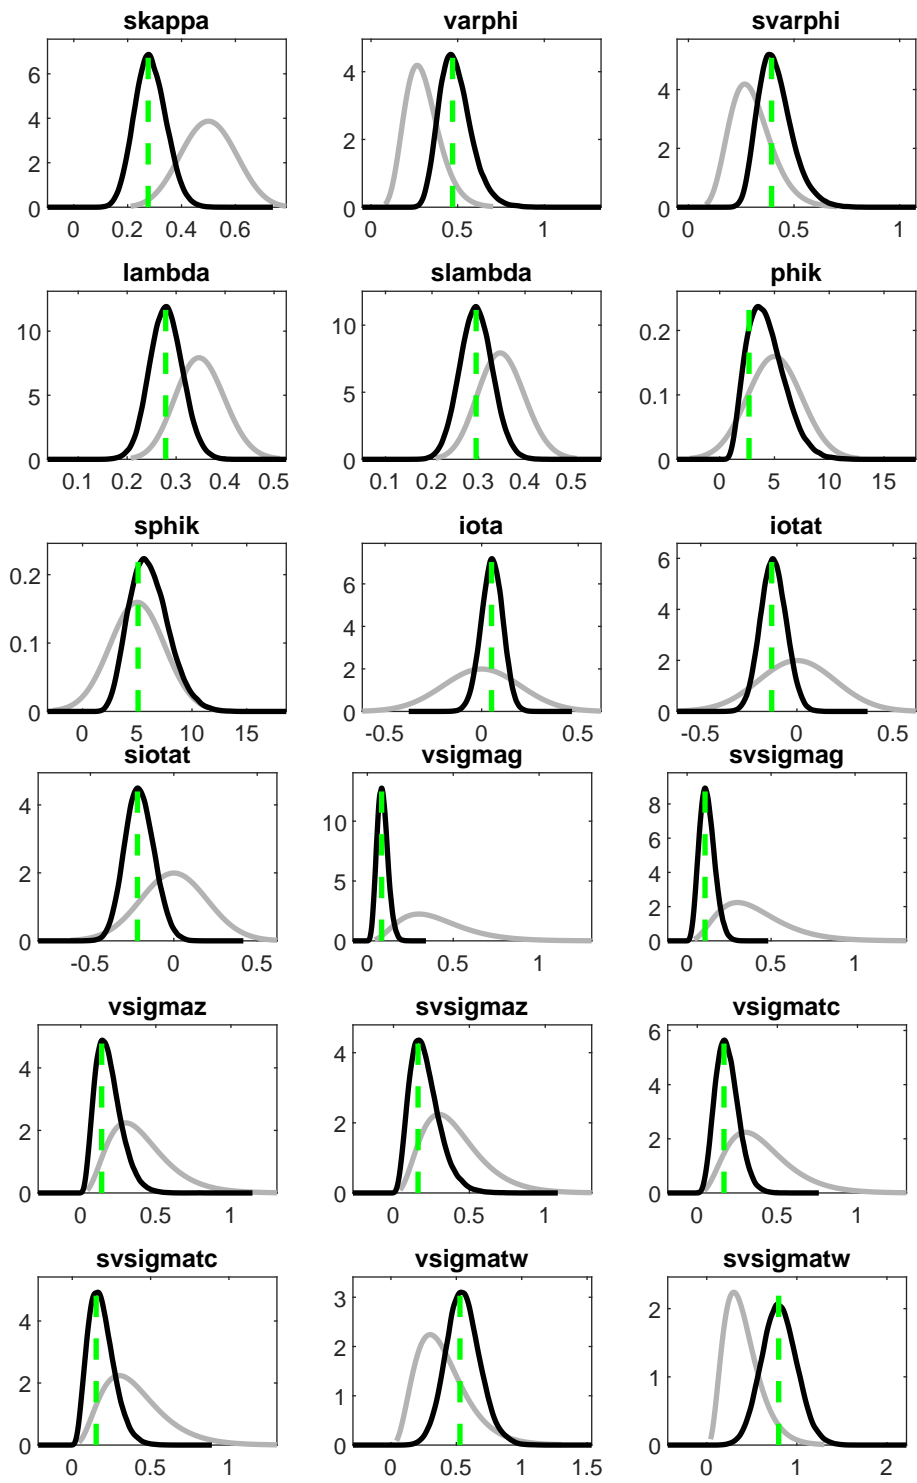 skappa varphi svarphi
6 4 4
4 2 2
2 0 0
0
0 0.2 0.4 0.6 0 0.5 1 0 0.5 1
lambda slambda phik
10 10 0.2
5 5 0.1
0 0 0
0.1 0.2 0.3 0.4 0.5 0.1 0.2 0.3 0.4 0.5 0 5 10 15
sphik iota iotat
0.2 6 6
0.1 4 4
0 2 2
0 0
0 5 10 15 -0.5 0 0.5 -0.5 0 0.5
siotat vsigmag svsigmag
4 10 8
2 5 6
0 0 4
2
0
-0.5 0 0.5 0 0.5 1 0 0.5 1
vsigmaz svsigmaz vsigmatc
4 4 6
2 2 4
0 0 2
0
0 0.5 1 0 0.5 1 0 0.5 1
svsigmatc vsigmatw svsigmatw
4 3 2
2 2 1
0 1 0
0
0 0.5 1 0 0.5 1 1.5 0 1 2